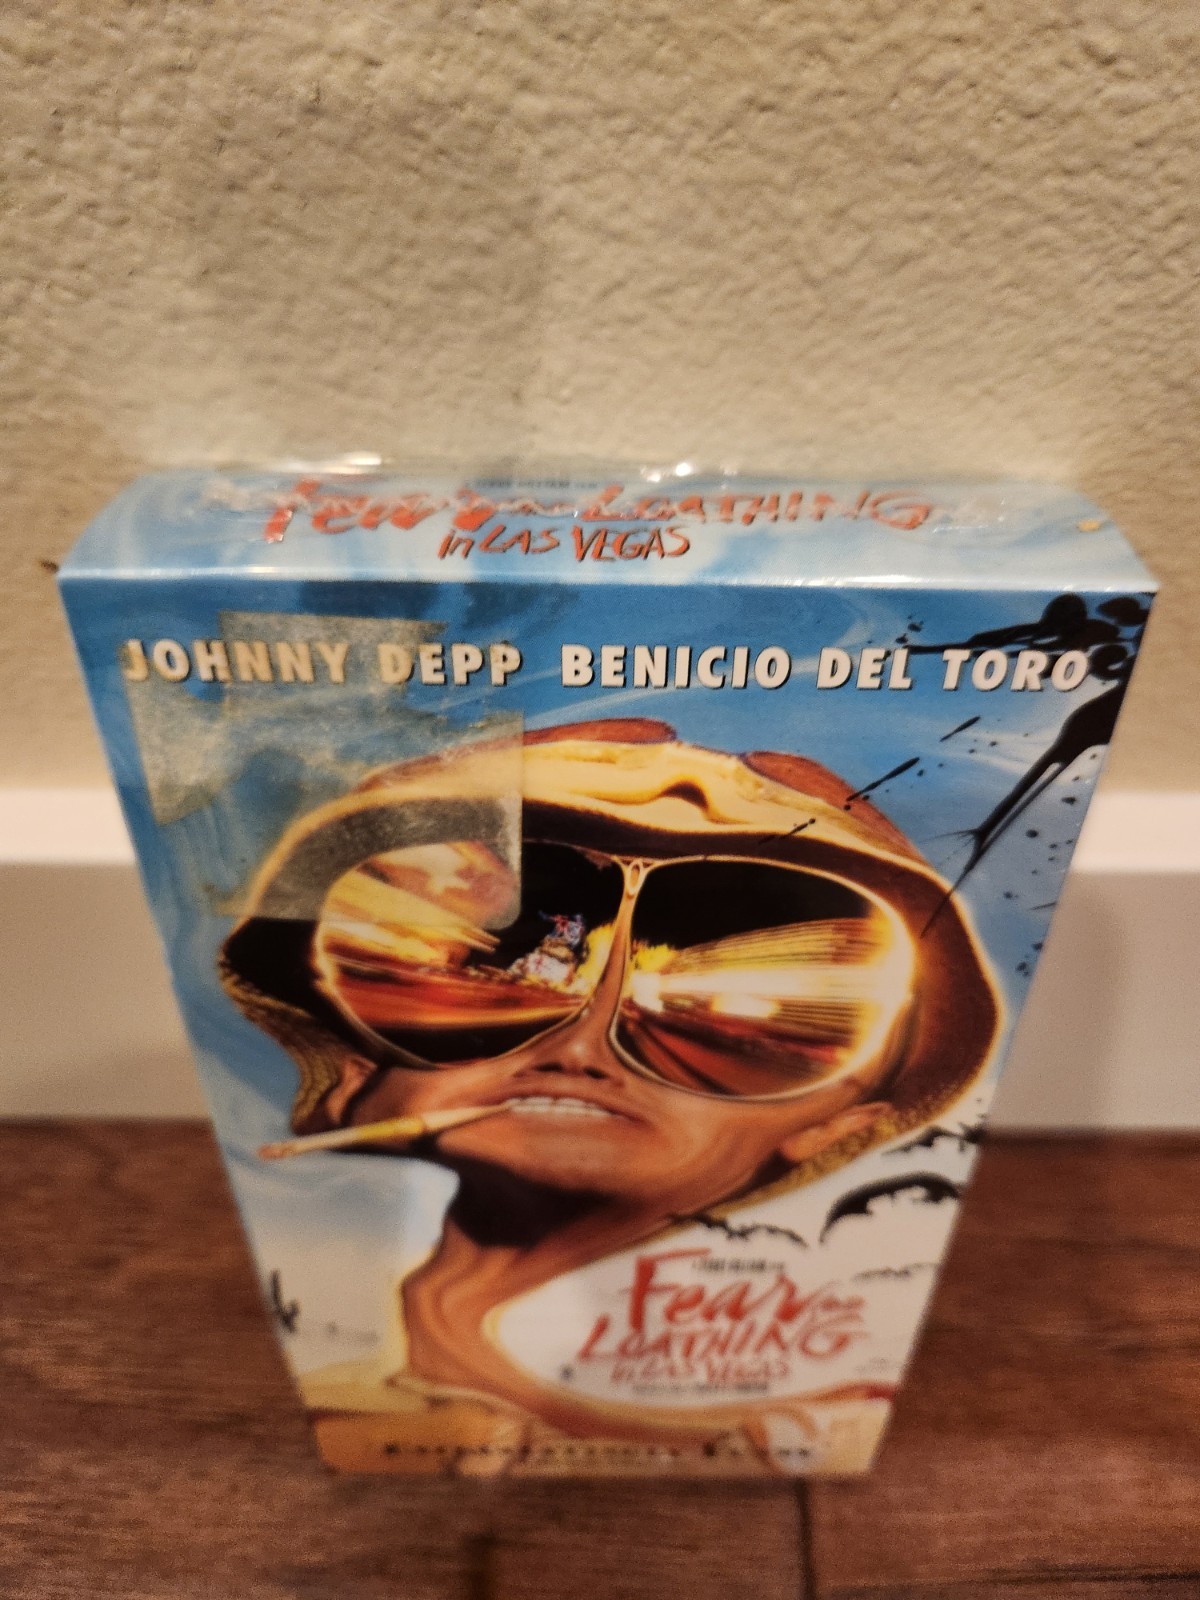 Fear and LOATHING
in LAS VEGAS
JOHNNY DEPP BENICIO DEL TORO
Fear and
LOATHING
in LAS VEGAS